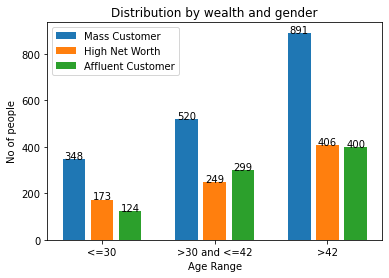 Distribution by wealth and gender
Mass Customer
High Net Worth
Affluent Customer
No of people
800
600
400
200
0
348
173
124
520
249
299
891
406
400
<=30
>30 and <=42
>42
Age Range